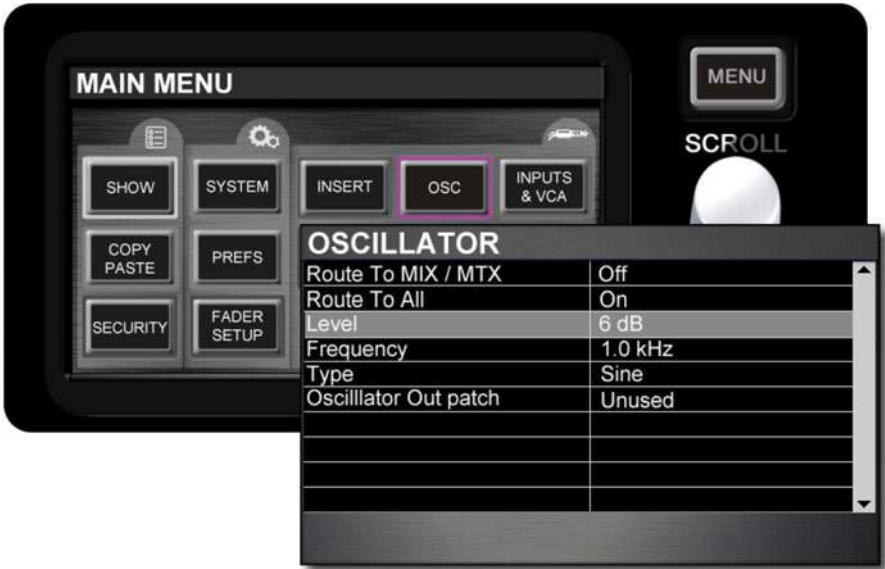 MAIN MENU
MENU
SCROLL
SHOW
SYSTEM
INSERT
OSC
INPUTS
& VCA
COPY
PASTE
PREFS
SECURITY
FADER
SETUP
OSCILLATOR
Route To MIX / MTX Off
Route To All On
Level 6 dB
Frequency 1.0 kHz
Type Sine
Oscilllator Out patch Unused